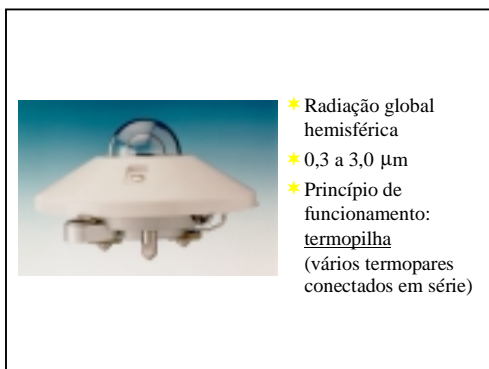 Radiação global
hemisférica
0,3 a 3,0 µm
Princípio de
funcionamento:
termopilha
(vários termopares
conectados em série)